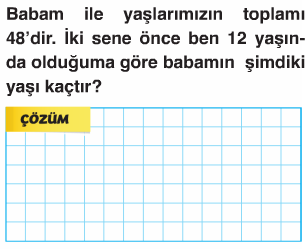 Babam ile yaşlarımızın toplamı
48’dir. İki sene önce ben 12 yaşın-
da olduğuma göre babamın şimdiki
yaşı kaçtır?
ÇÖZÜM